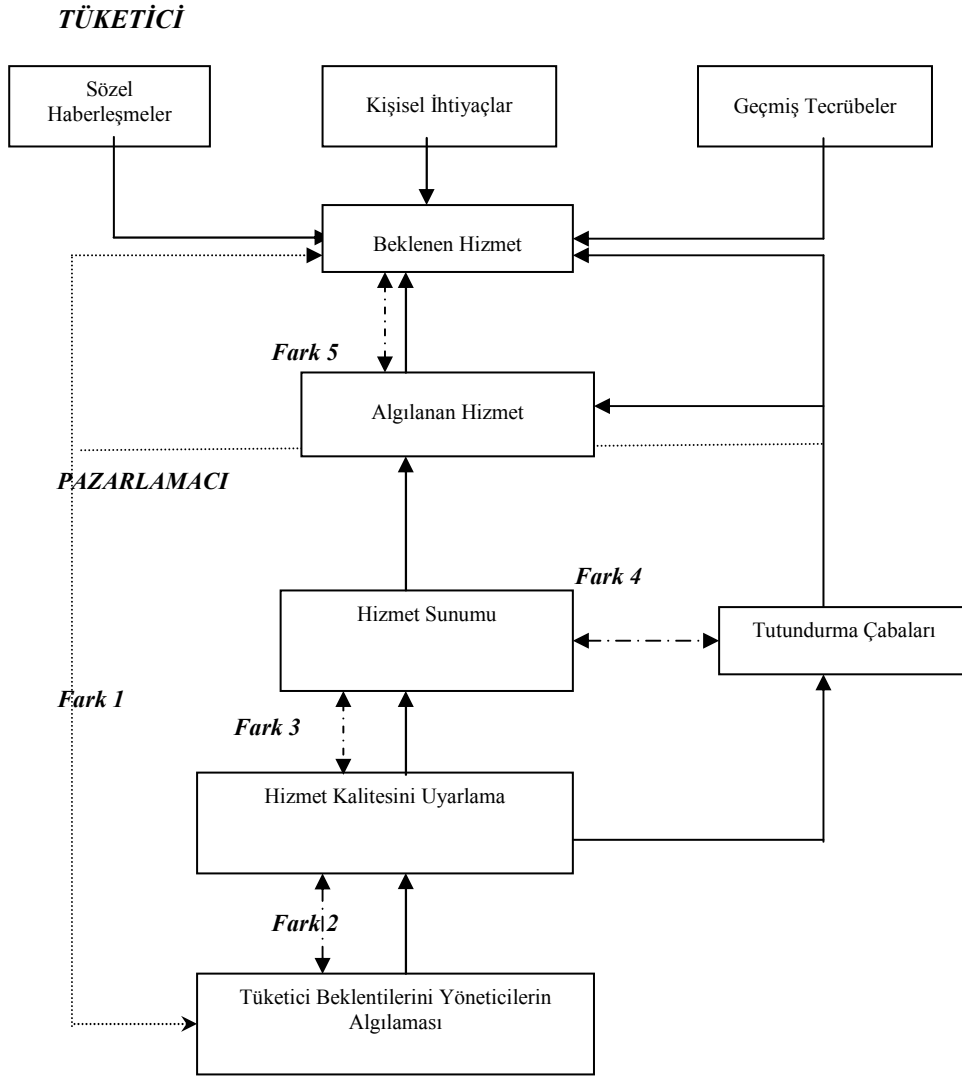 TÜKETİCİ
Sözel
Haberleşmeler
Kişisel İhtiyaçlar
Geçmiş Tecrübeler
Beklenen Hizmet
Fark 5
Algılanan Hizmet
PAZARLAMACI
Fark 4
Hizmet Sunumu
Tutundurma Çabaları
Fark 1
Fark 3
Hizmet Kalitesini Uyarlama
Fark 2
Tüketici Beklentilerini Yöneticilerin
Algılaması